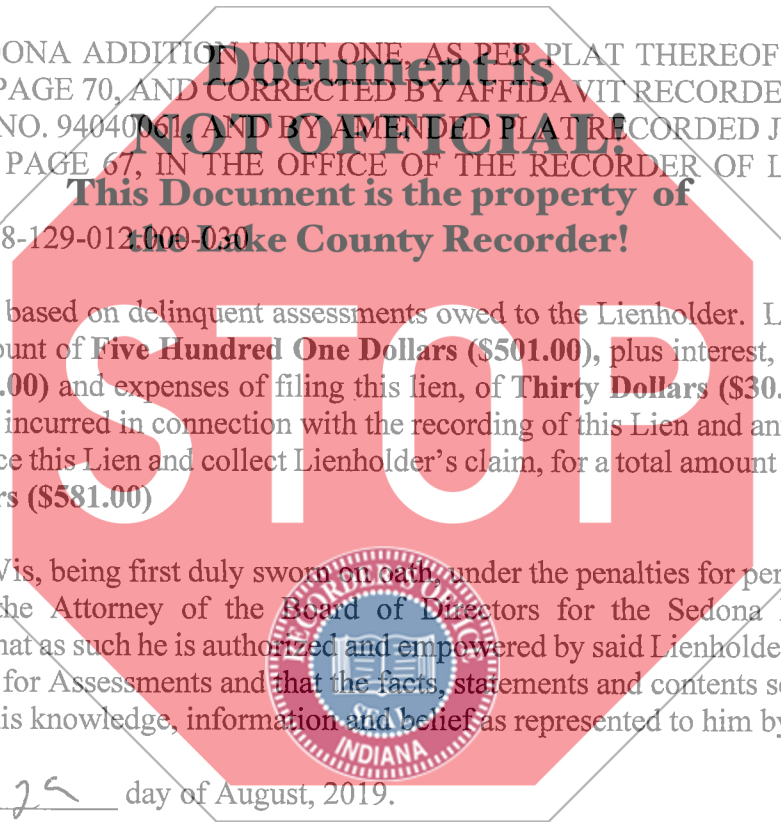 ONA ADDITION UNIT ONE, AS PER PLAT THEREOF
Document is
PAGE 70, AND CORRECTED BY AFFIDAVIT RECORDE
NO. 94040061, AND BY AMENDED PLAT RECORDED J
NOT OFFICIAL!
PAGE 67, IN THE OFFICE OF THE RECORDER OF L
This Document is the property of
8-129-012.000-030
the Lake County Recorder!
based on delinquent assessments owed to the Lienholder. L
ount of Five Hundred One Dollars ($501.00), plus interest,
.00) and expenses of filing this lien, of Thirty Dollars ($30.
incurred in connection with the recording of this Lien and an
ce this Lien and collect Lienholder's claim, for a total amount
rs ($581.00)
STOP
Vis, being first duly sworn on oath, under the penalties for per
the Attorney of the Board of Directors for the Sedona
hat as such he is authorized and empowered by said Lienholde
for Assessments and that the facts, statements and contents s
is knowledge, information and belief as represented to him by
RECORDER'S OFFICE
SEAL
INDIANA
day of August, 2019.